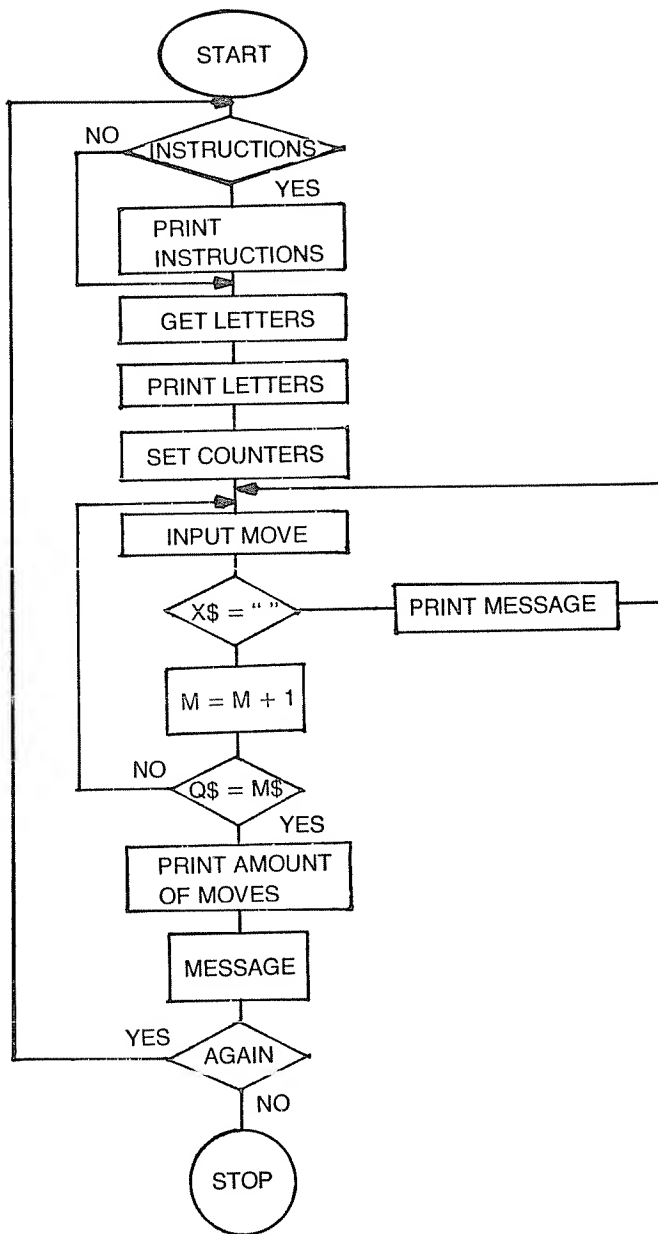 START
NO
INSTRUCTIONS
YES
PRINT
INSTRUCTIONS
GET LETTERS
PRINT LETTERS
SET COUNTERS
INPUT MOVE
X$ = “ ”
PRINT MESSAGE
M = M + 1
NO
Q$ = M$
YES
PRINT AMOUNT
OF MOVES
MESSAGE
YES
AGAIN
NO
STOP